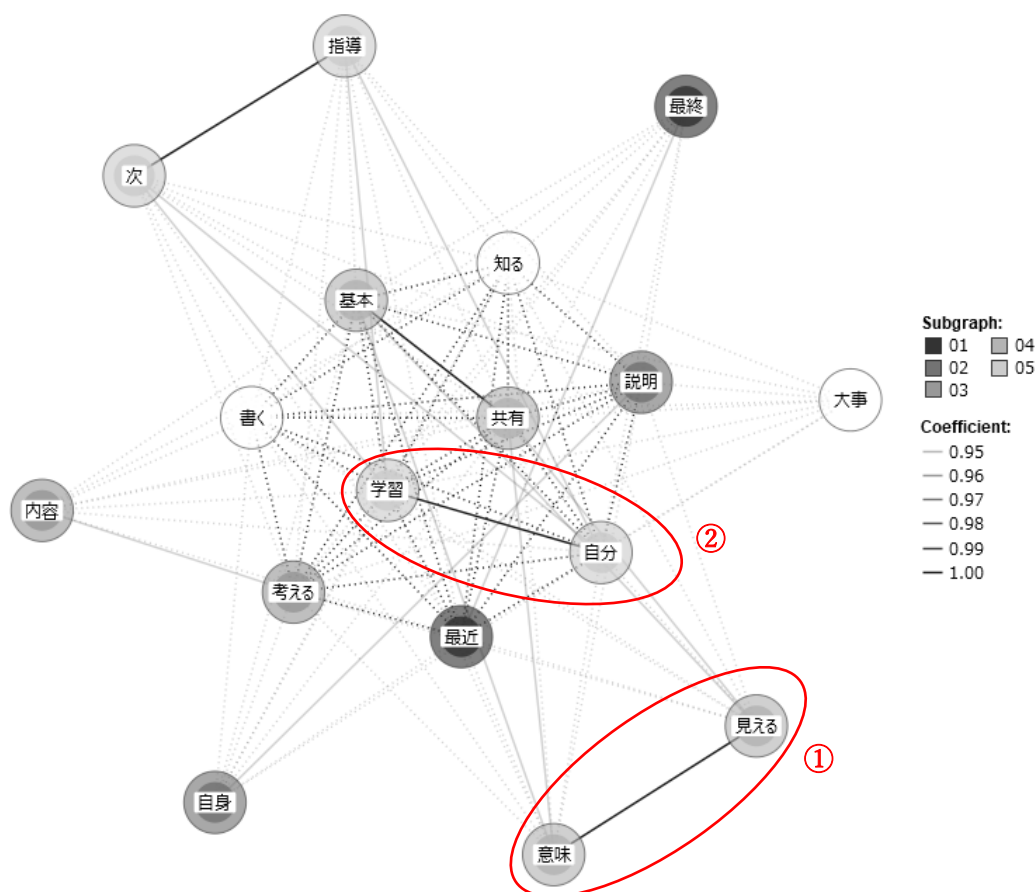 指導
最終
次
知る
基本
説明
大事
共有
書く
学習
内容
自分
②
考える
最近
見える
①
自身
意味
Subgraph:
01 04
02 05
03
Coefficient:
0.95
0.96
0.97
0.98
0.99
1.00